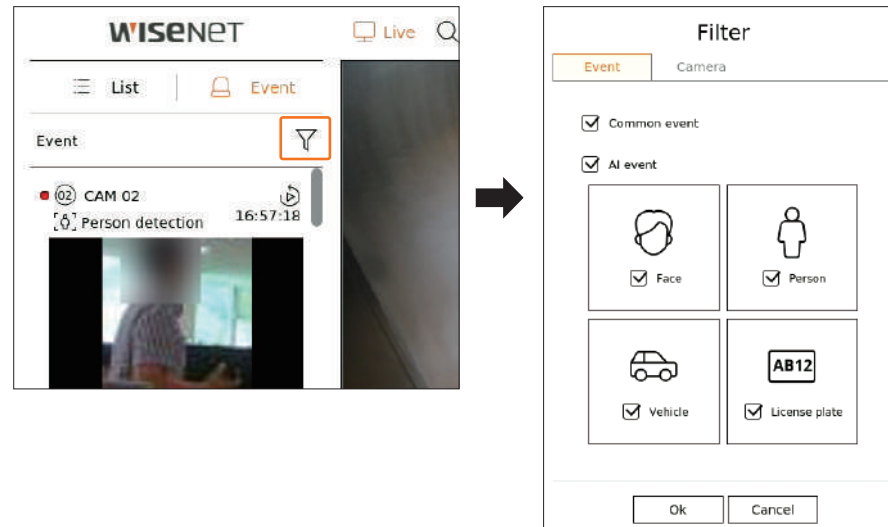 WISENET
Live
List
Event
Event
02 CAM 02
Person detection
16:57:18
Filter
Event
Camera
Common event
AI event
Face
Person
Vehicle
AB12
License plate
Ok
Cancel